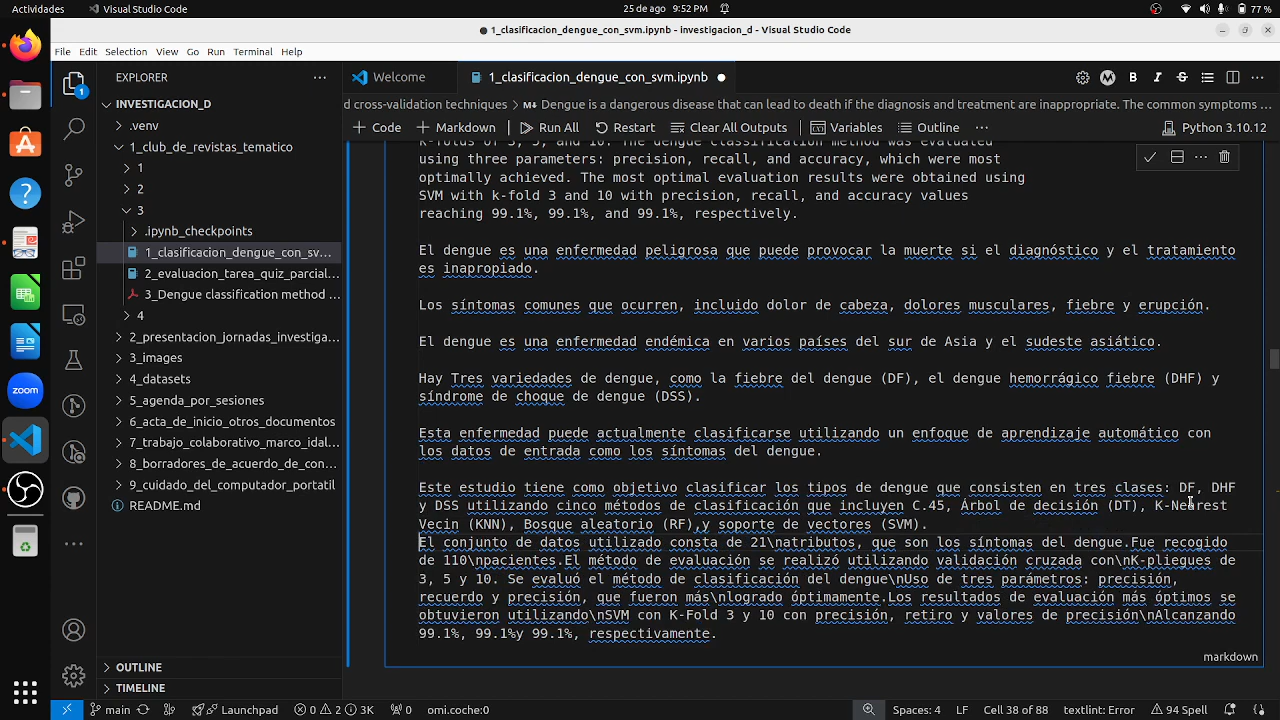 Actividades
Visual Studio Code
25 de ago 9:52 PM
77 %
1_clasificacion_dengue_con_svm.ipynb - investigacion_d - Visual Studio Code
File Edit Selection View Go Run Terminal Help
EXPLORER
Welcome
1_clasificacion_dengue_con_svm.ipynb
INVESTIGACION_D
d cross-validation techniques > Dengue is a dangerous disease that can lead to death if the diagnosis and treatment are inappropriate. The common symptoms ...
+ Code + Markdown Run All Restart Clear All Outputs Variables Outline ... Python 3.10.12
.venv
1_club_de_revistas_tematico
1
2
3
.ipynb_checkpoints
1_clasificacion_dengue_con_sv...
2_evaluacion_tarea_quiz_parcial...
3_Dengue classification method ...
4
2_presentacion_jornadas_investiga...
3_images
4_datasets
5_agenda_por_sesiones
6_acta_de_inicio_otros_documentos
7_trabajo_colaborativo_marco_idal...
8_borradores_de_acuerdo_de_con...
9_cuidado_del_computador_portatil
README.md
OUTLINE
TIMELINE
k-folds of 3, 5, and 10. The dengue classification method was evaluated
using three parameters: precision, recall, and accuracy, which were most
optimally achieved. The most optimal evaluation results were obtained using
SVM with k-fold 3 and 10 with precision, recall, and accuracy values
reaching 99.1%, 99.1%, and 99.1%, respectively.
El dengue es una enfermedad peligrosa que puede provocar la muerte si el diagnóstico y el tratamiento
es inapropiado.
Los síntomas comunes que ocurren, incluido dolor de cabeza, dolores musculares, fiebre y erupción.
El dengue es una enfermedad endémica en varios países del sur de Asia y el sudeste asiático.
Hay Tres variedades de dengue, como la fiebre del dengue (DF), el dengue hemorrágico fiebre (DHF) y
síndrome de choque de dengue (DSS).
Esta enfermedad puede actualmente clasificarse utilizando un enfoque de aprendizaje automático con
los datos de entrada como los síntomas del dengue.
Este estudio tiene como objetivo clasificar los tipos de dengue que consisten en tres clases: DF, DHF
y DSS utilizando cinco métodos de clasificación que incluyen C.45, Árbol de decisión (DT), K-Nearest
Vecin (KNN), Bosque aleatorio (RF),y soporte de vectores (SVM).
El conjunto de datos utilizado consta de 21\natributos, que son los síntomas del dengue.Fue recogido
de 110\npacientes.El método de evaluación se realizó utilizando validación cruzada con\nK-pliegues de
3, 5 y 10. Se evaluó el método de clasificación del dengue\nUso de tres parámetros: precisión,
recuerdo y precisión, que fueron más\nlogrado óptimamente.Los resultados de evaluación más óptimos se
obtuvieron utilizando\nSVM con K-Fold 3 y 10 con precisión, retiro y valores de precisión\nAlcanzando
99.1%, 99.1%y 99.1%, respectivamente.
markdown
1
zoom
main Launchpad 0 2 3K 0 omi.coche:0 Spaces: 4 LF Cell 38 of 88 textlint: Error 94 Spell